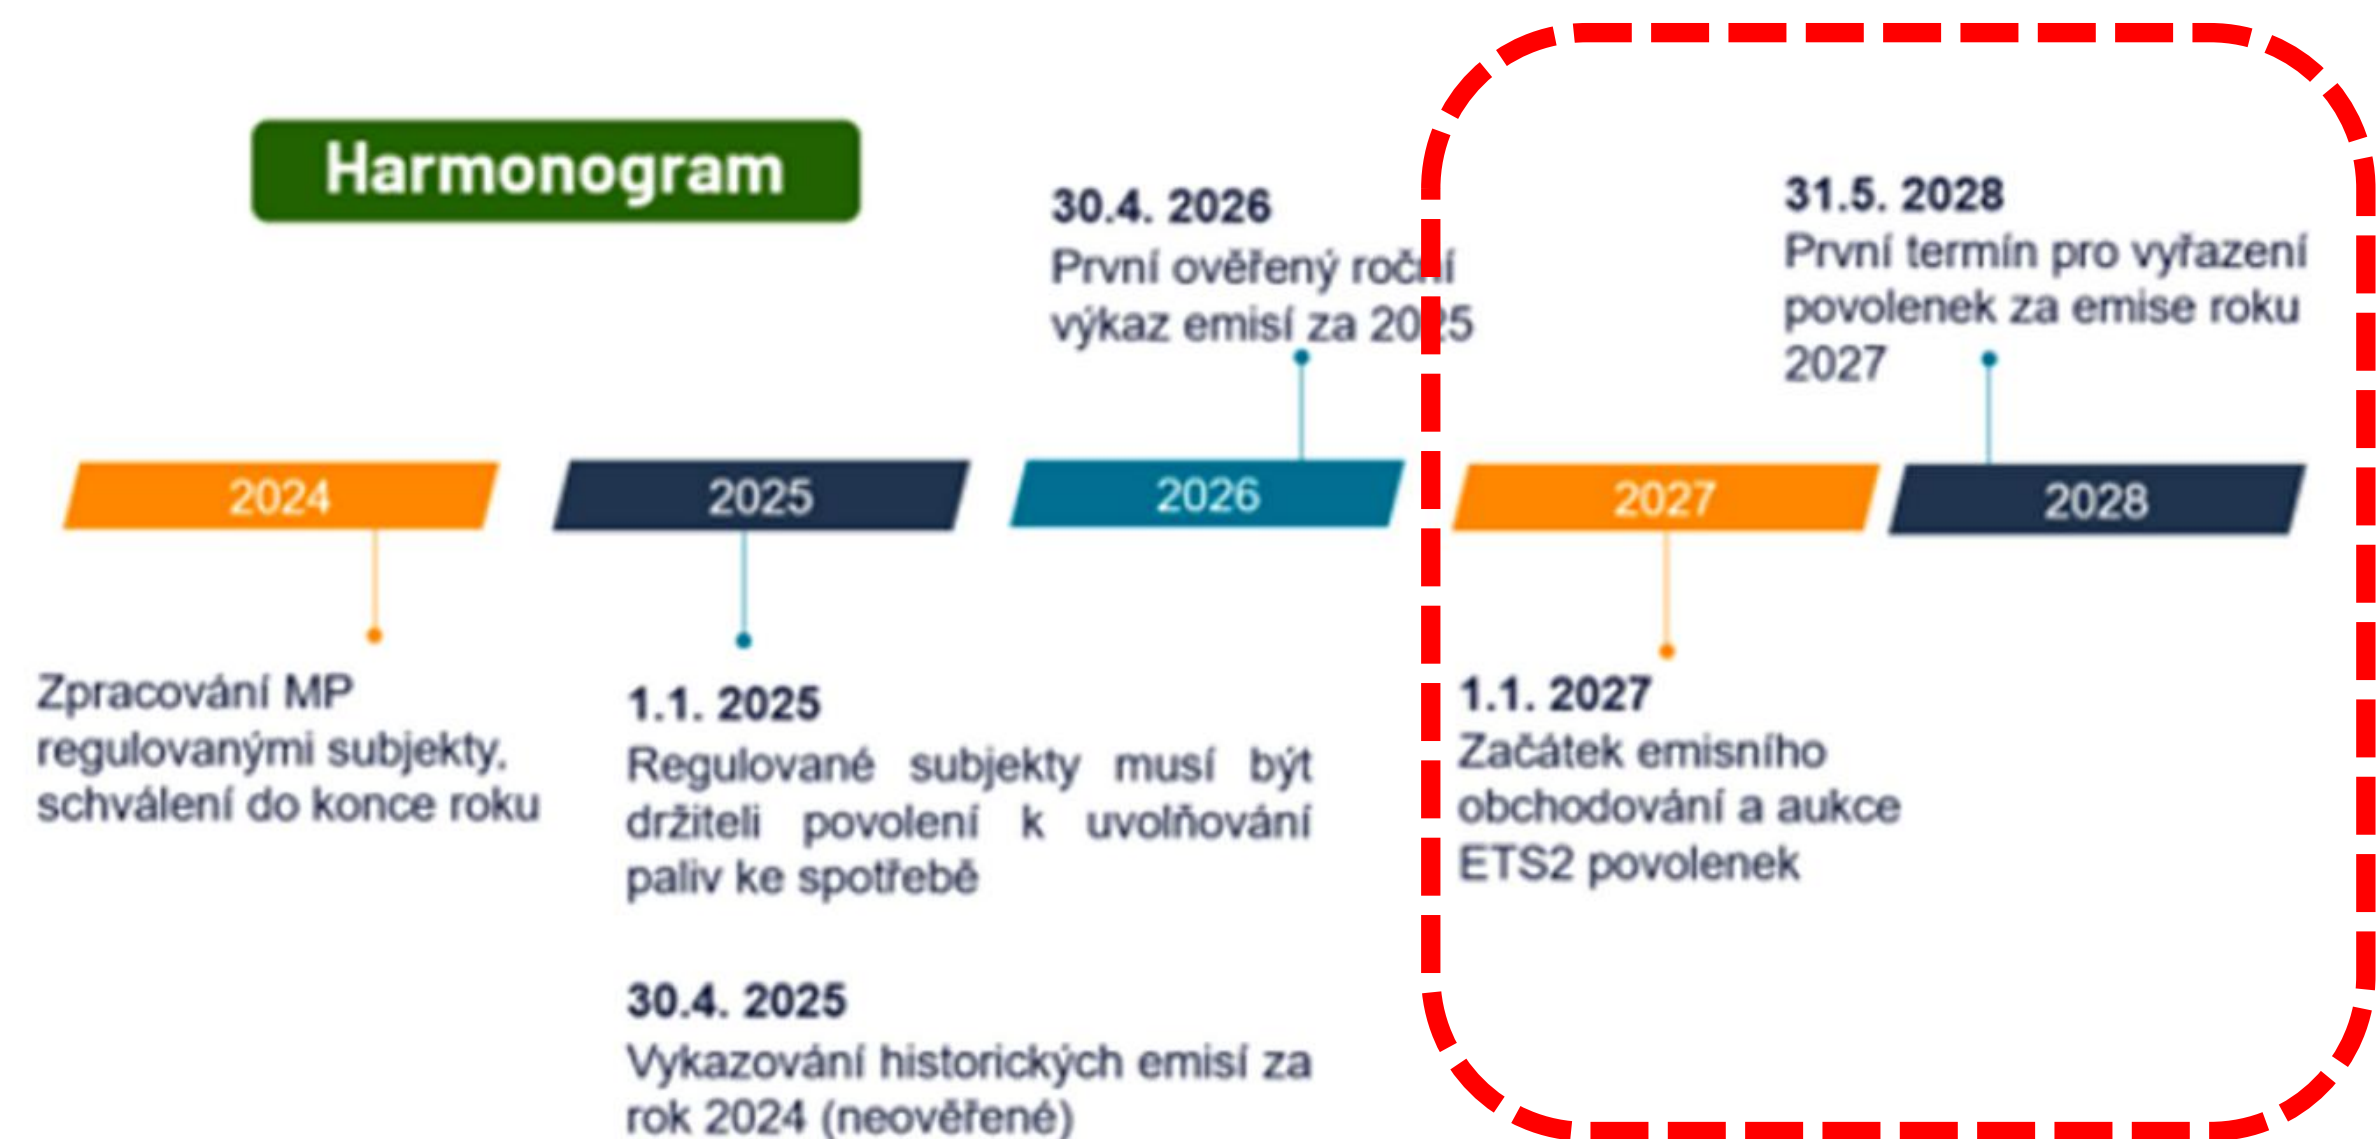 Harmonogram
30.4. 2026
První ověřený roční
výkaz emisí za 2025
31.5. 2028
První termín pro vyřazení
povolenek za emise roku
2027
2024
2025
2026
2027
2028
Zpracování MP
regulovanými subjekty,
schválení do konce roku
1.1. 2025
Regulované subjekty musí být
držiteli povolení k uvolňování
paliv ke spotřebě
30.4. 2025
Vykazování historických emisí za
rok 2024 (neověřené)
1.1. 2027
Začátek emisního
obchodování a aukce
ETS2 povolenek